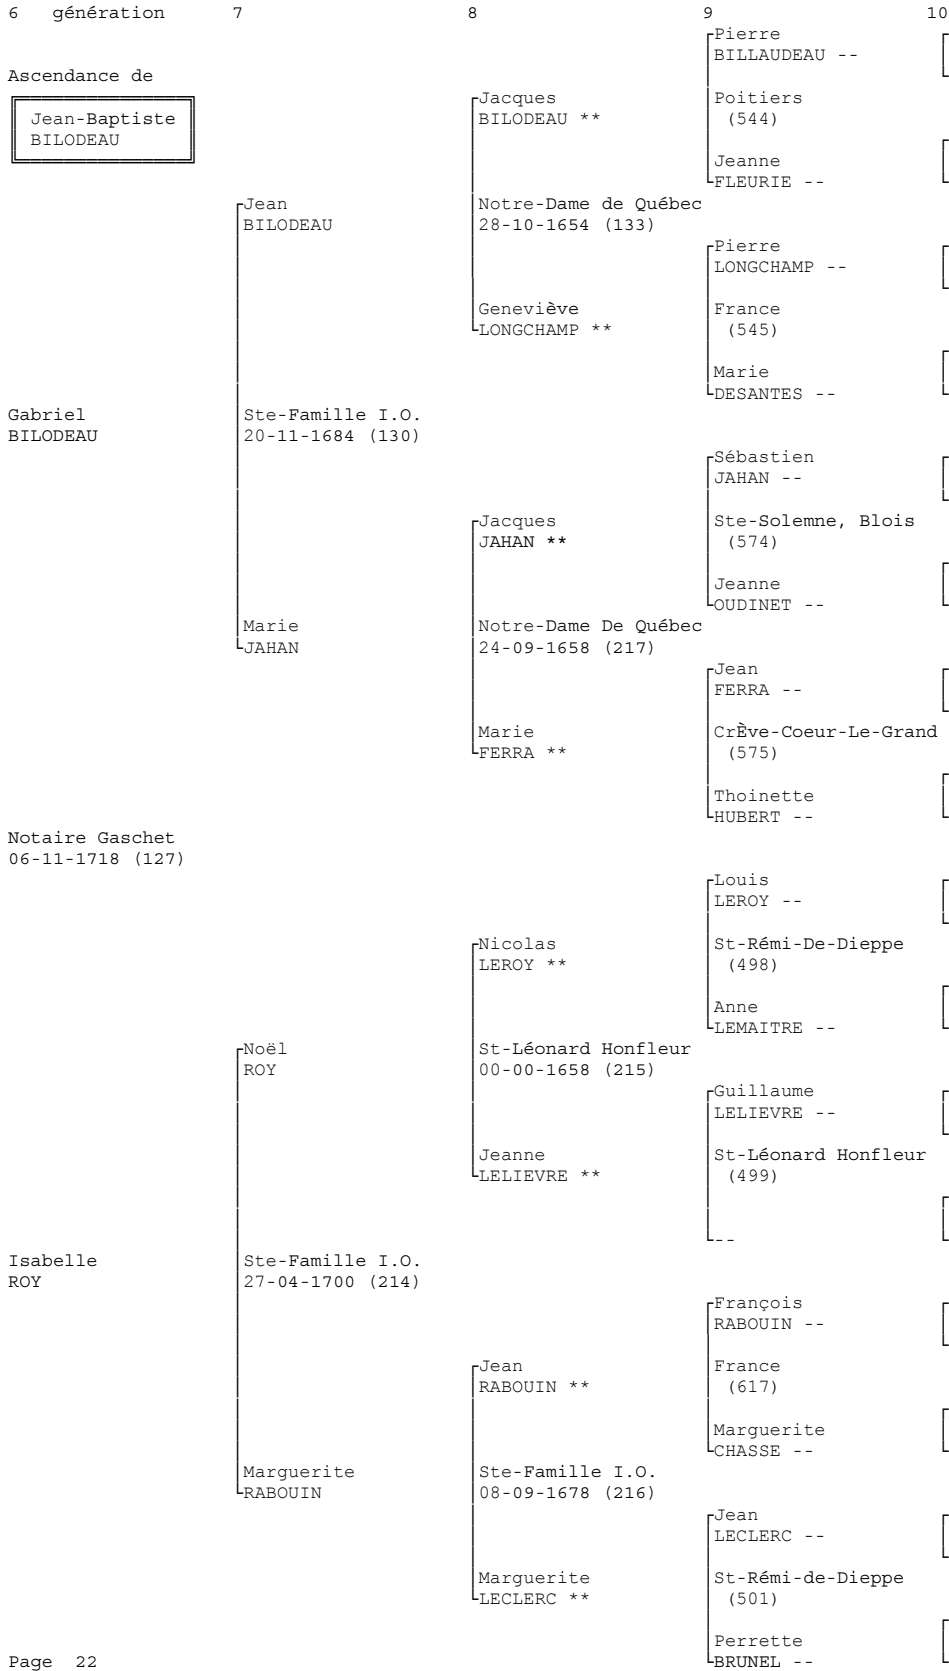 6 génération 7 8 9 10
Pierre
BILLAUDEAU --
Ascendance de
Jacques Poitiers
Jean-Baptiste BILODEAU ** (544)
BILODEAU
Jeanne
FLEURIE --
Jean Notre-Dame de Québec
BILODEAU 28-10-1654 (133)
Pierre
LONGCHAMP --
Geneviève France
LONGCHAMP ** (545)
Marie
DESANTES --
Gabriel Ste-Famille I.O.
BILODEAU 20-11-1684 (130)
Sébastien
JAHAN --
Jacques Ste-Solemne, Blois
JAHAN ** (574)
Jeanne
OUDINET --
Marie Notre-Dame De Québec
JAHAN 24-09-1658 (217)
Jean
FERRA --
Marie CrÈve-Coeur-Le-Grand
FERRA ** (575)
Thoinette
HUBERT --
Notaire Gaschet
06-11-1718 (127)
Louis
LEROY --
Nicolas St-Rémi-De-Dieppe
LEROY ** (498)
Anne
LEMAITRE --
Noël St-Léonard Honfleur
ROY 00-00-1658 (215)
Guillaume
LELIEVRE --
Jeanne St-Léonard Honfleur
LELIEVRE ** (499)
--
Isabelle Ste-Famille I.O.
ROY 27-04-1700 (214)
François
RABOUIN --
Jean France
RABOUIN ** (617)
Marguerite
CHASSE --
Marguerite Ste-Famille I.O.
RABOUIN 08-09-1678 (216)
Jean
LECLERC --
Marguerite St-Rémi-de-Dieppe
LECLERC ** (501)
Perrette
Page 22 BRUNEL --